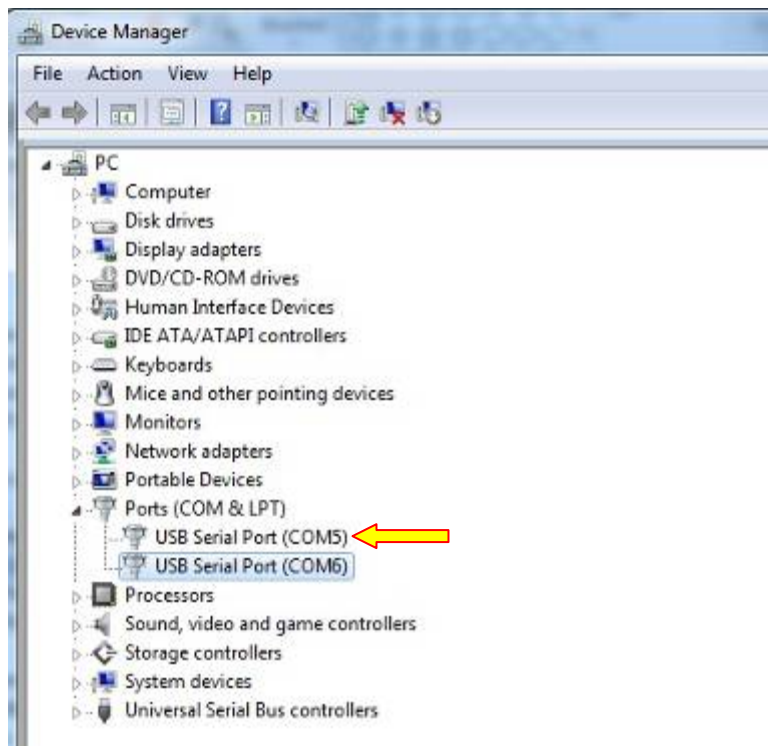 Device Manager
File Action View Help
PC
Computer
Disk drives
Display adapters
DVD/CD-ROM drives
Human Interface Devices
IDE ATA/ATAPI controllers
Keyboards
Mice and other pointing devices
Monitors
Network adapters
Portable Devices
Ports (COM & LPT)
USB Serial Port (COM5)
USB Serial Port (COM6)
Processors
Sound, video and game controllers
Storage controllers
System devices
Universal Serial Bus controllers